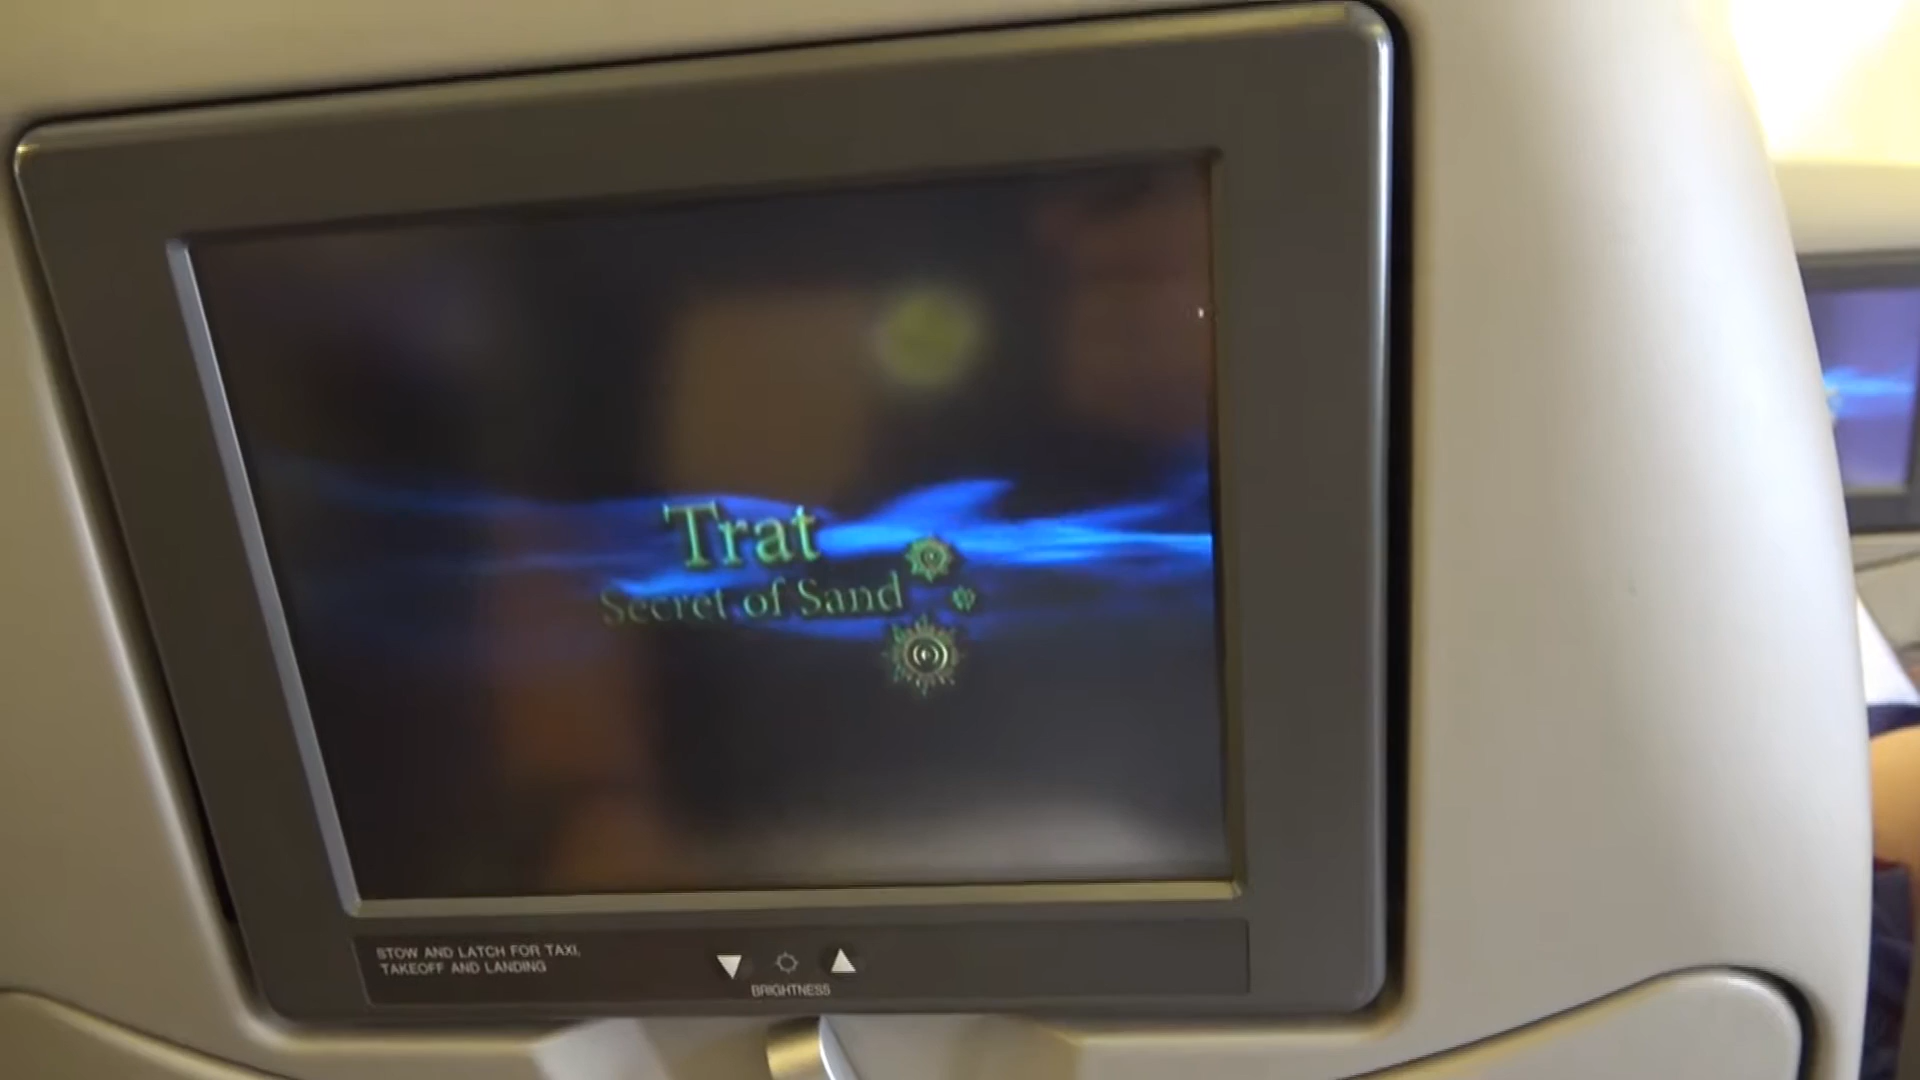 Trat
Secret of Sand
STOW AND LATCH FOR TAXI,
TAKEOFF AND LANDING
BRIGHTNESS